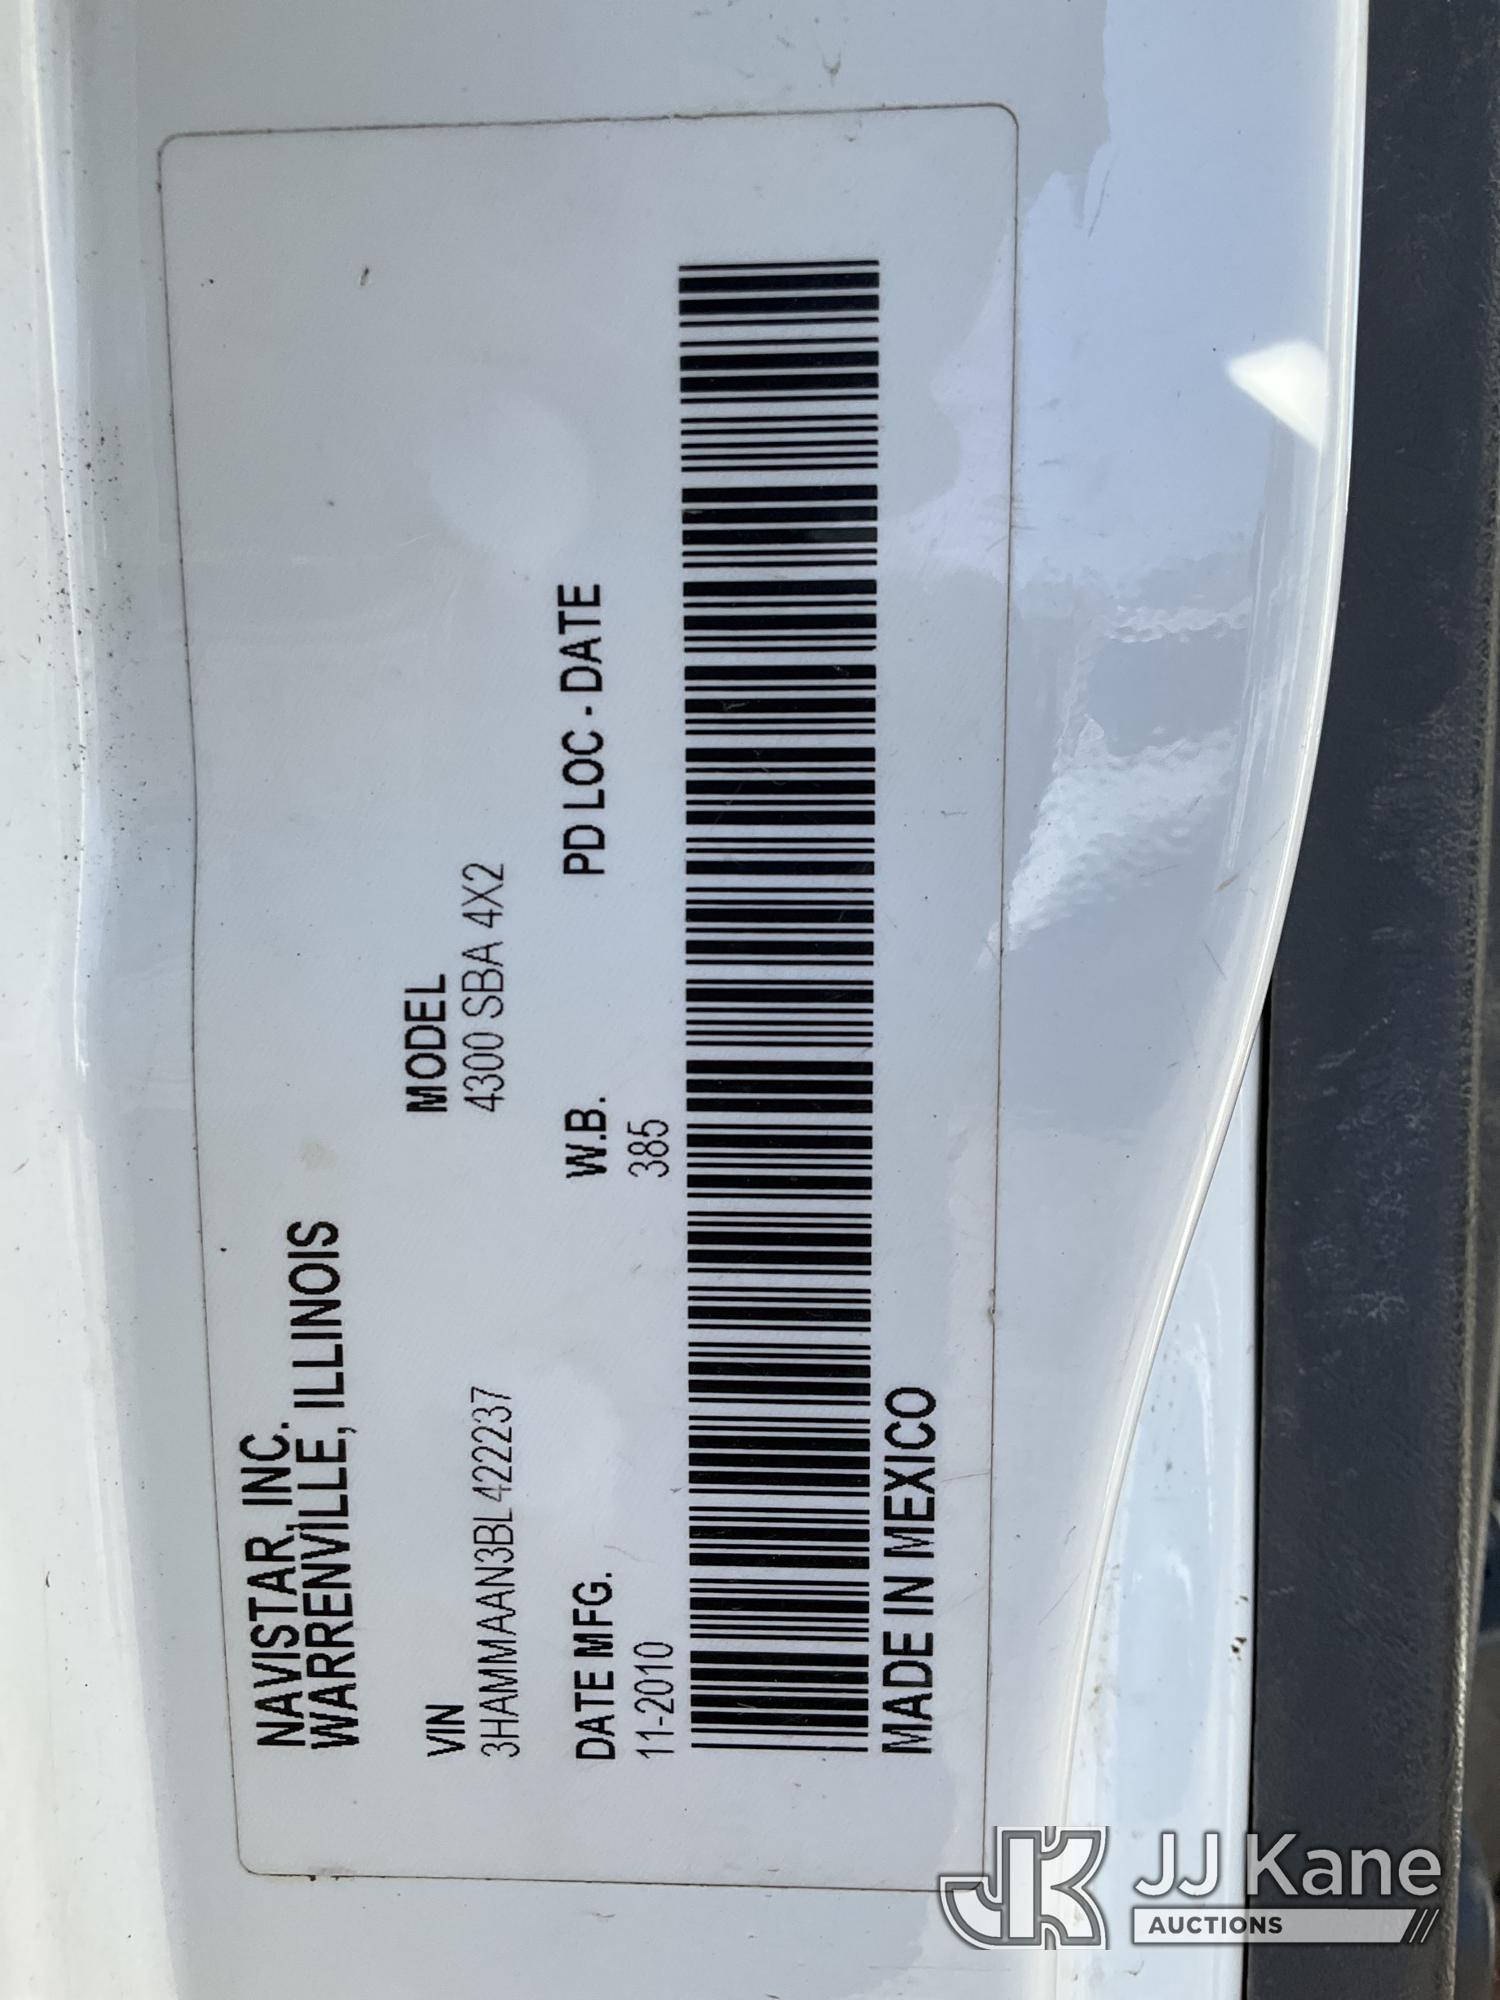 NAVISTAR, INC.
WARRENVILLE, ILLINOIS
VIN
3HAMMAAN3BL422237
MODEL
4300 SBA 4X2
DATE MFG.
11-2010
W.B.
385
PD LOC - DATE
MADE IN MEXICO
JK
JJ Kane
AUCTIONS